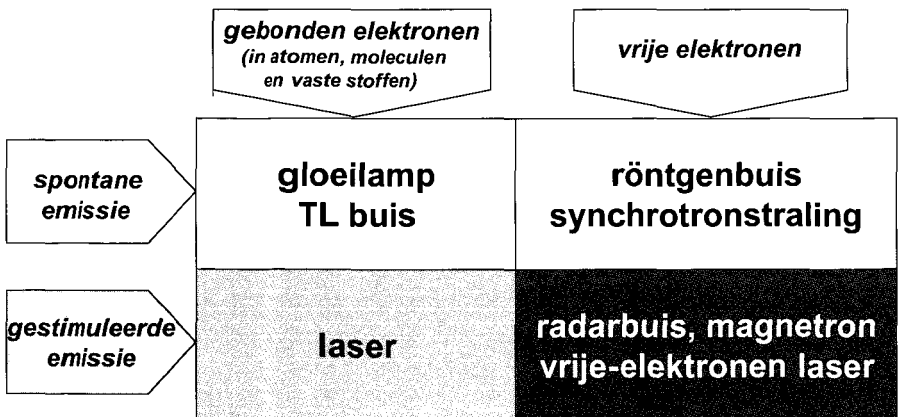 gebonden elektronen
(in atomen, moleculen
en vaste stoffen)
vrije elektronen
spontane
emissie
gloeilamp
TL buis
röntgenbuis
synchrotronstraling
gestimuleerde
emissie
laser
radarbuis, magnetron
vrije-elektronen laser